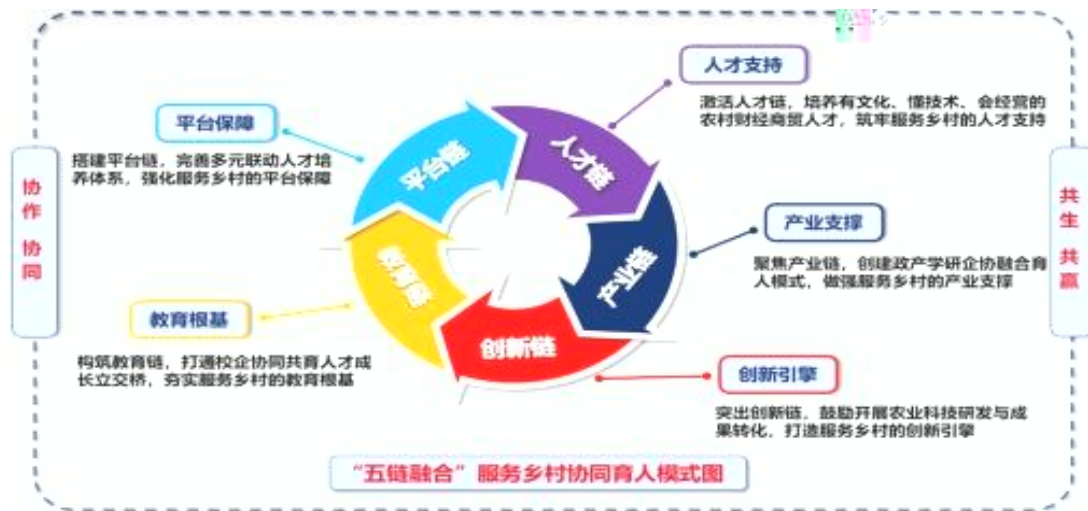 人才支持
激活人才链，培养有文化、懂技术、会经营的
农村财经商贸人才，筑牢服务乡村的人才支持
平台保障
搭建平台链，完善多元联动人才培
养体系，强化服务乡村的平台保障
平台链
人才链
产业链
创新链
教育链
协作 协同
共生 共赢
产业支撑
聚焦产业链，创建政产学研企协融合育
人模式，做强服务乡村的产业支撑
教育根基
构筑教育链，打通校企协同共育人才成
长立交桥，夯实服务乡村的教育根基
创新引擎
突出创新链，鼓励开展农业科技研发与成
果转化，打造服务乡村的创新引擎
“五链融合”服务乡村协同育人模式图